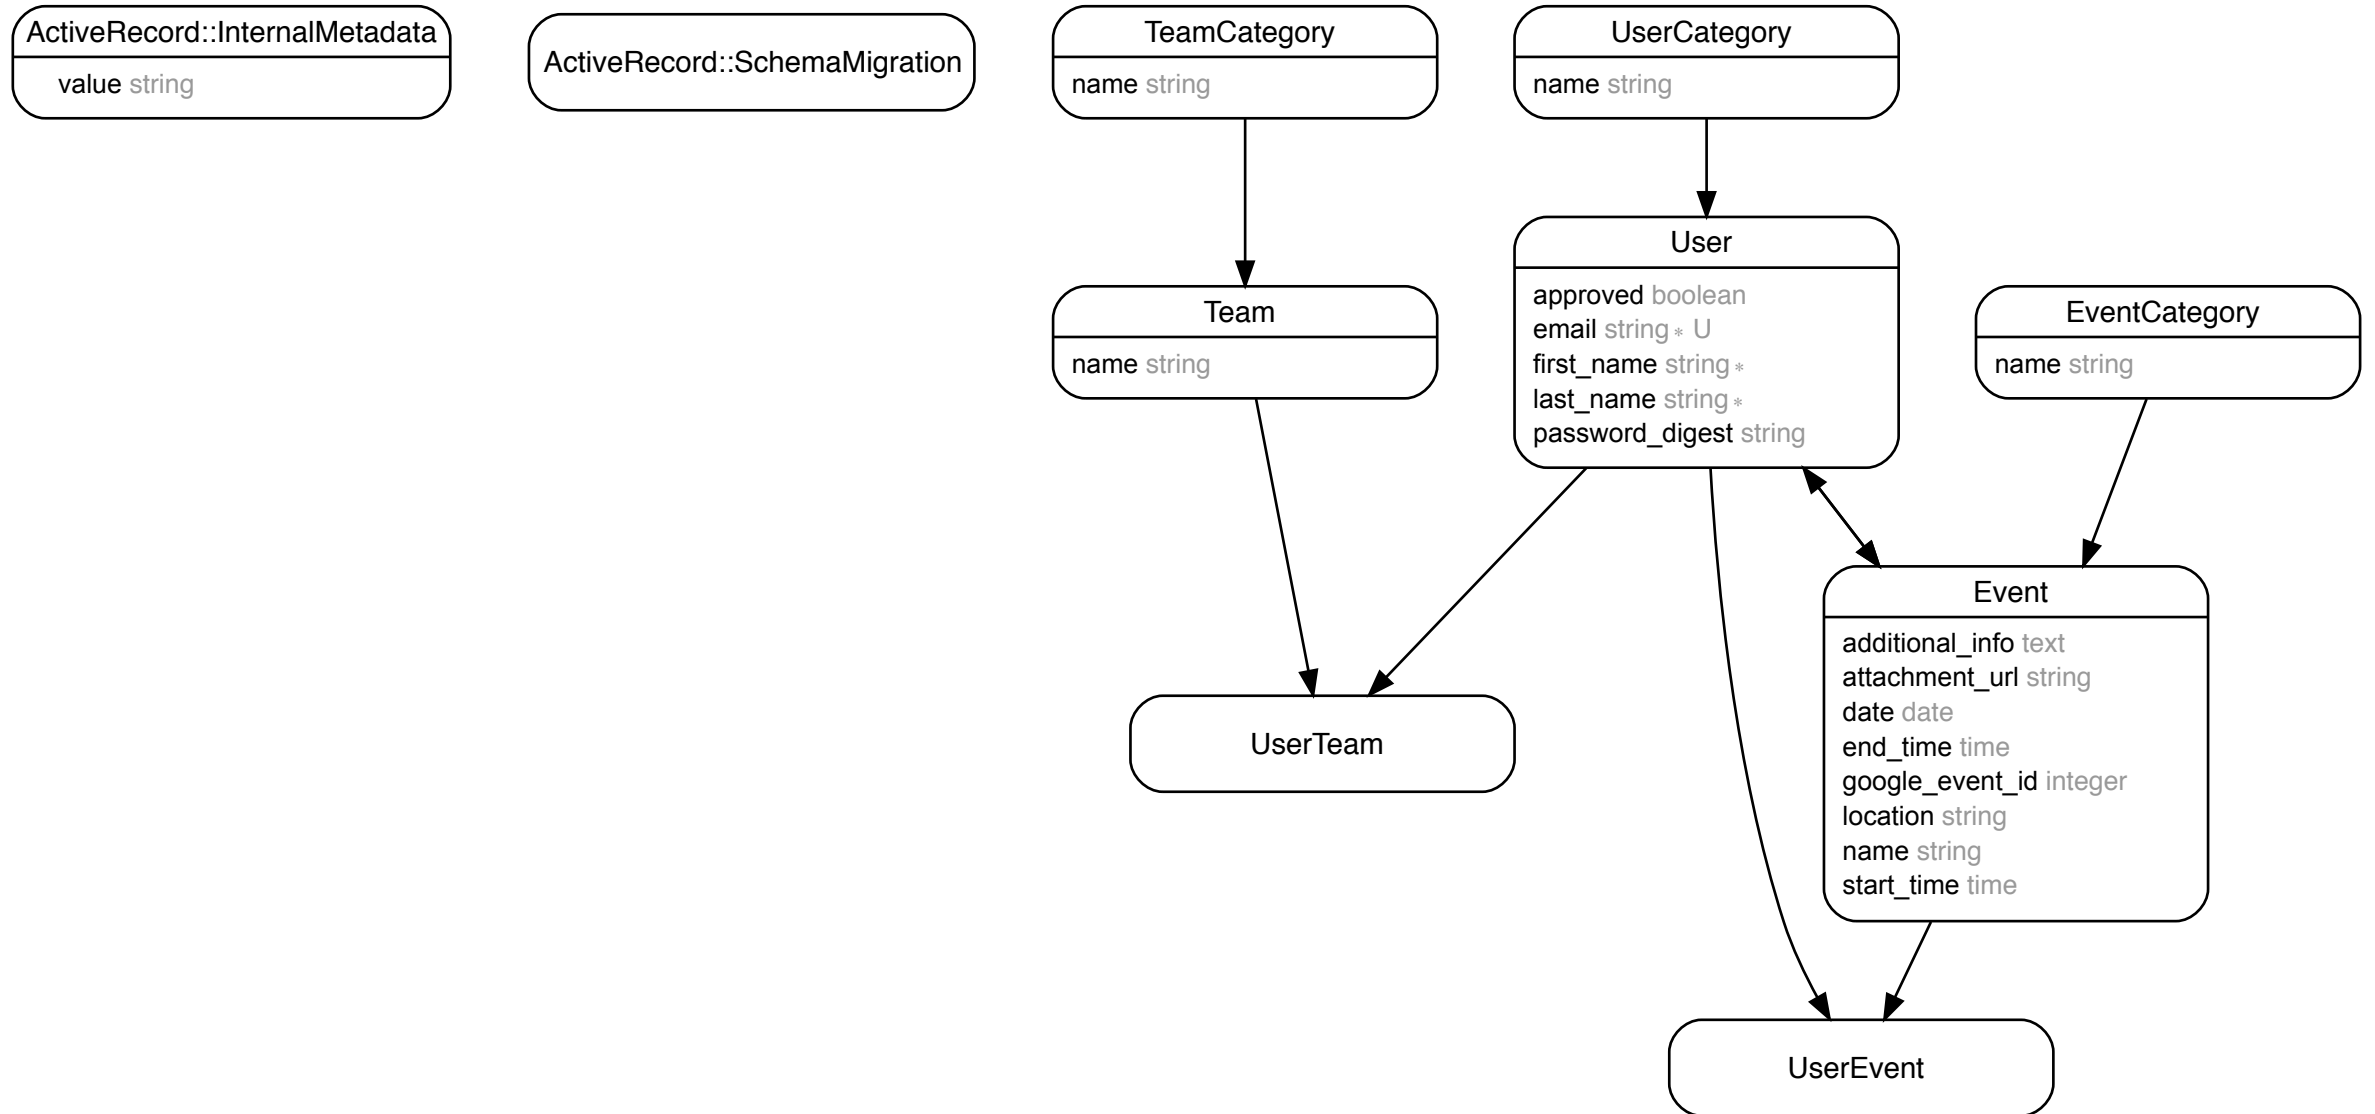 ActiveRecord::InternalMetadata
value string
ActiveRecord::SchemaMigration
TeamCategory
name string
UserCategory
name string
User
approved boolean
email string∗ U
first_name string∗
last_name string∗
password_digest string
Team
name string
EventCategory
name string
Event
additional_info text
attachment_url string
date date
end_time time
google_event_id integer
location string
name string
start_time time
UserTeam
UserEvent